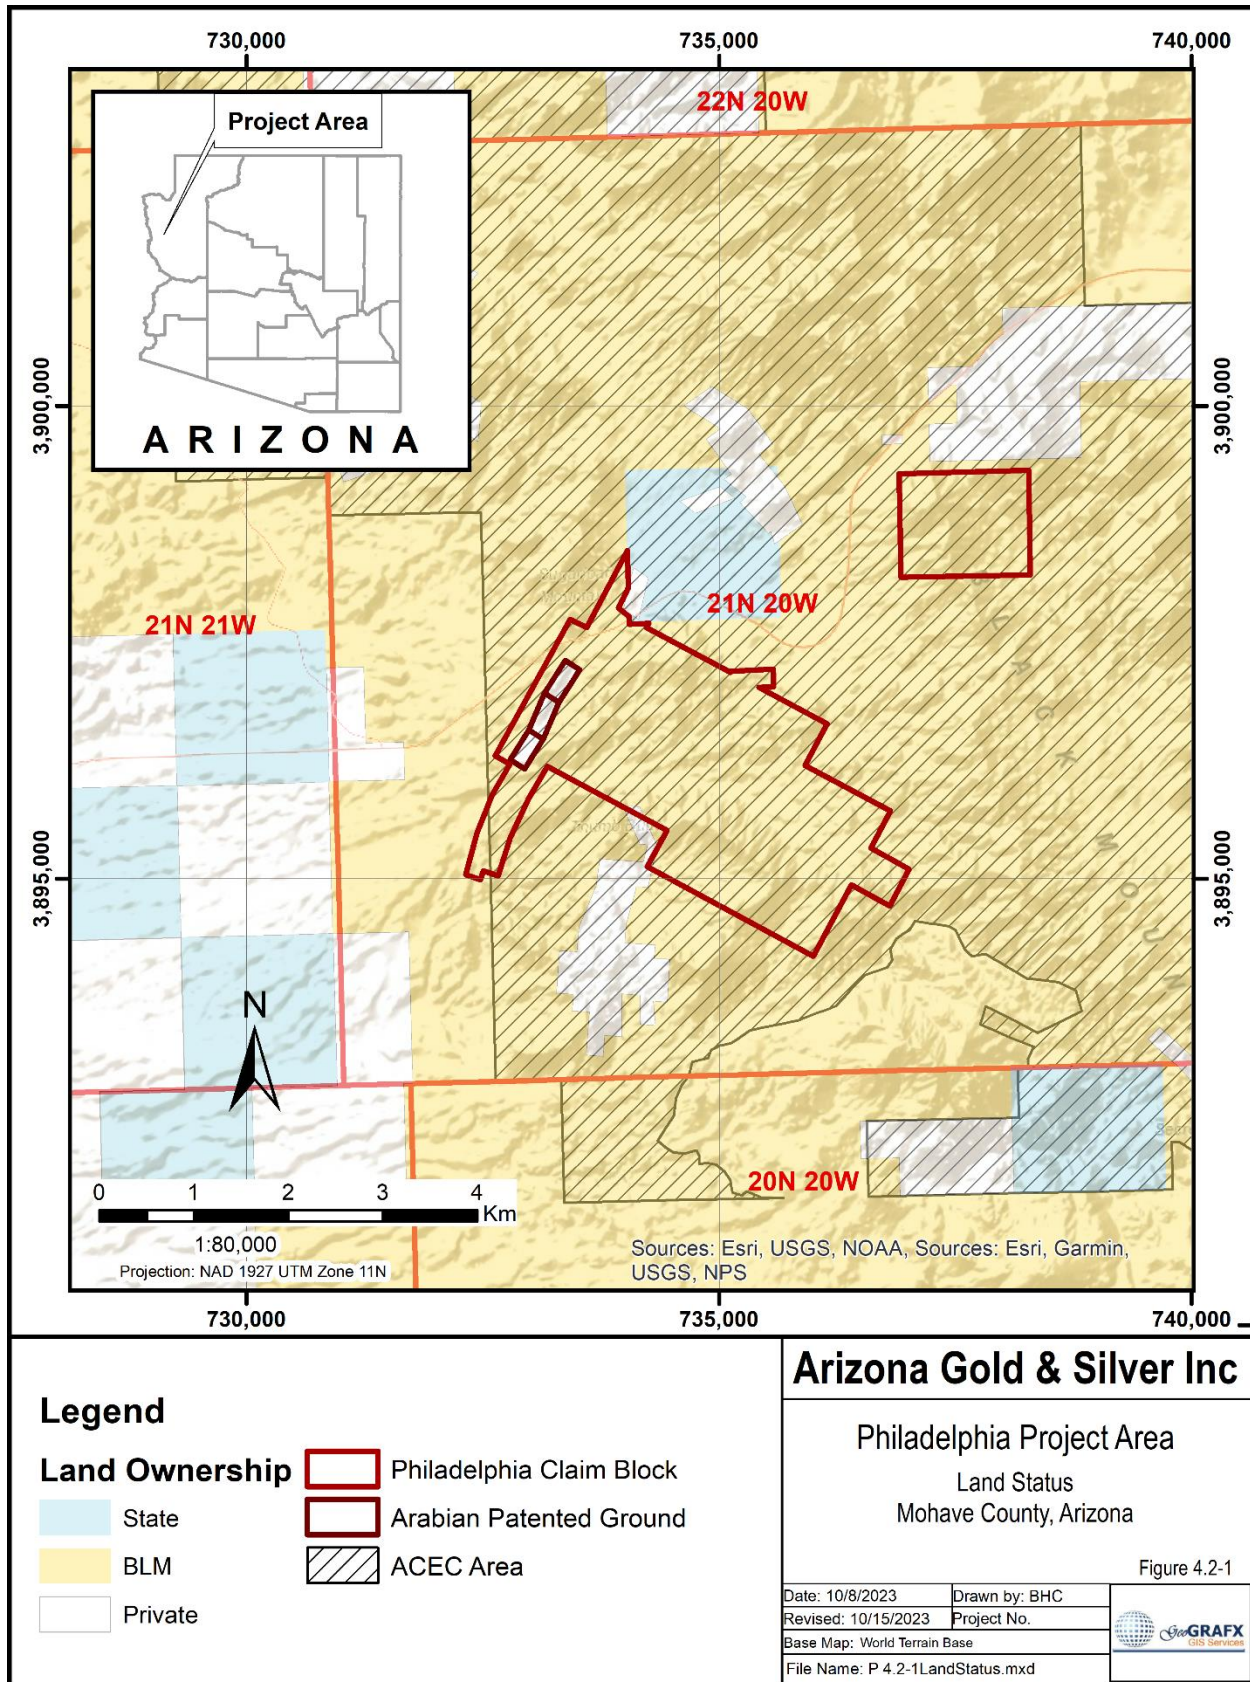 730,000
735,000
740,000
22N 20W
Project Area
ARIZONA
3,900,000
3,900,000
21N 21W
21N 20W
BLACK MOUN
3,895,000
3,895,000
N
20N 20W
0 1 2 3 4
Km
1:80,000
Projection: NAD 1927 UTM Zone 11N
Sources: Esri, USGS, NOAA, Sources: Esri, Garmin,
USGS, NPS
730,000
735,000
740,000
Legend
Land Ownership
State
BLM
Private
Philadelphia Claim Block
Arabian Patented Ground
ACEC Area
Arizona Gold & Silver Inc
Philadelphia Project Area
Land Status
Mohave County, Arizona
Figure 4.2-1
Date: 10/8/2023
Drawn by: BHC
Revised: 10/15/2023
Project No.
Base Map: World Terrain Base
File Name: P 4.2-1LandStatus.mxd
GeoGRAFX
GIS Services